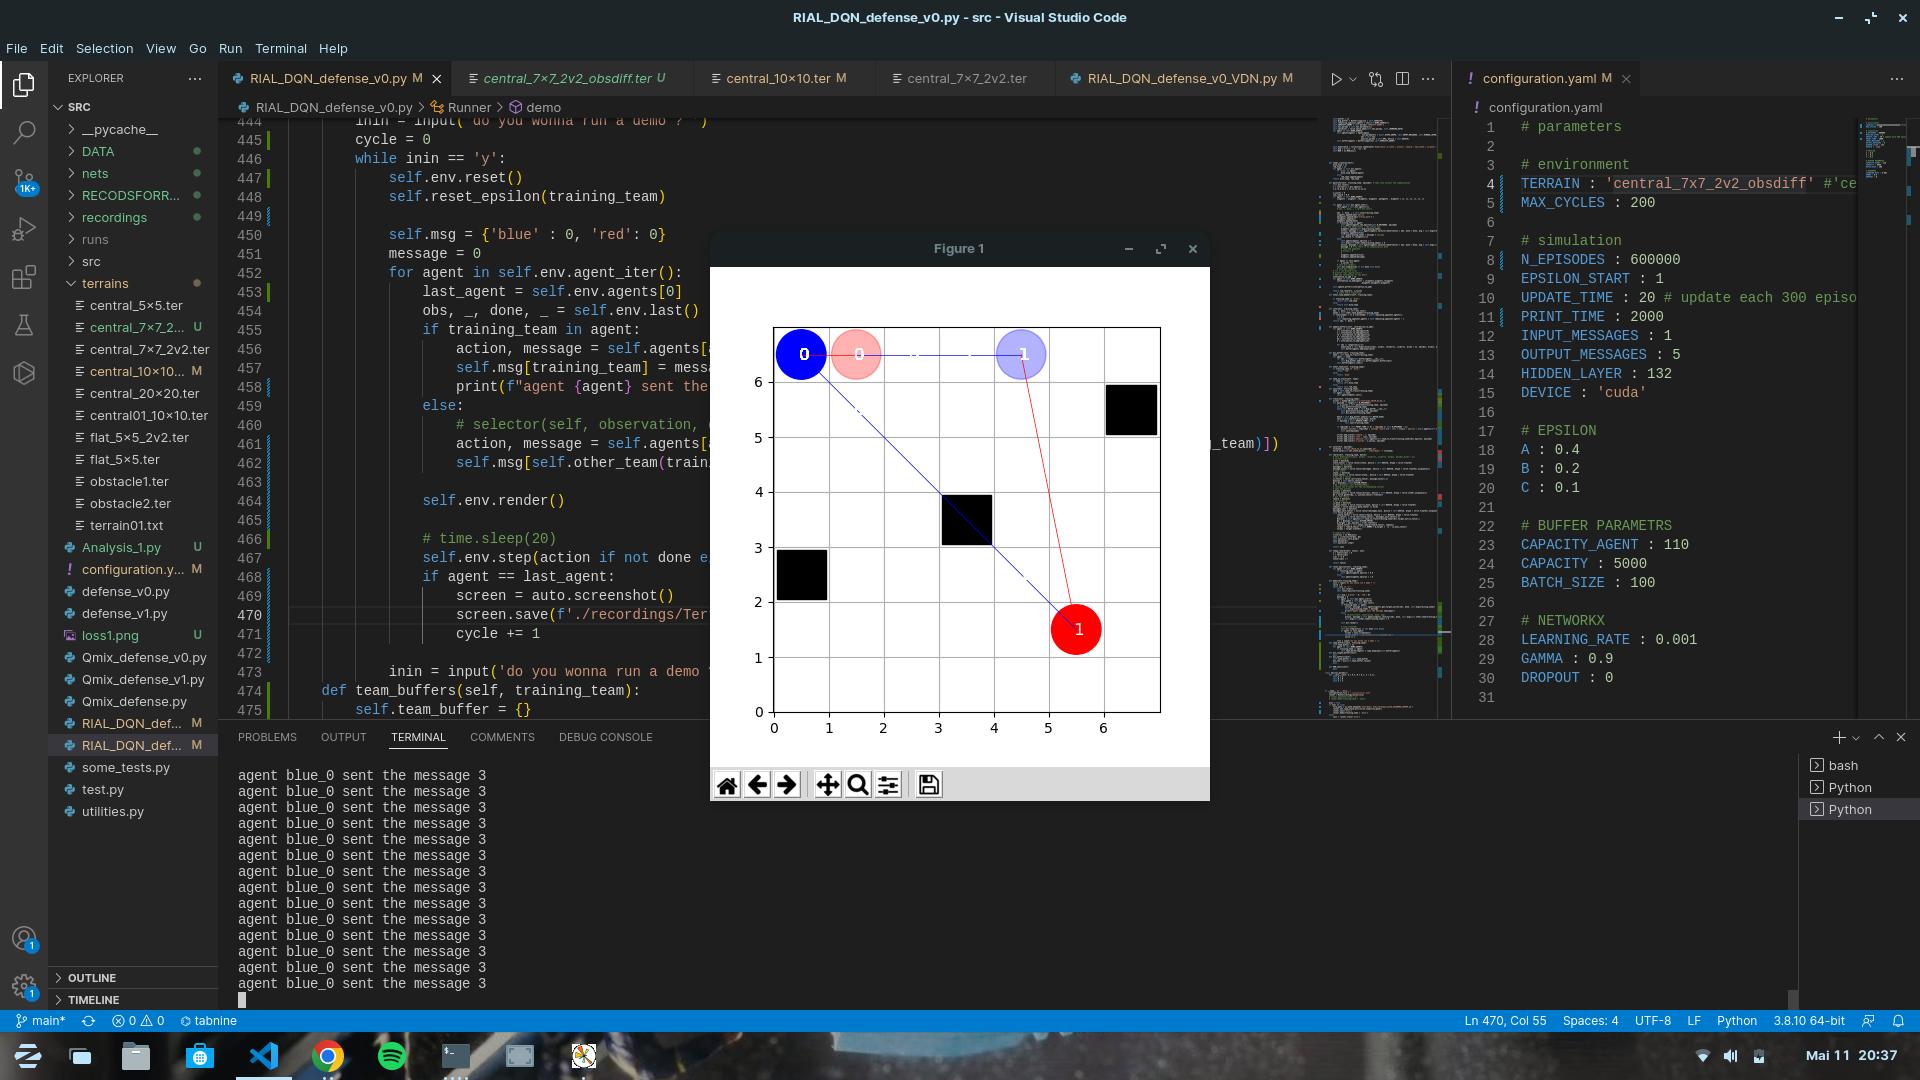 RIAL_DQN_defense_v0.py - src - Visual Studio Code
File Edit Selection View Go Run Terminal Help
EXPLORER
SRC
__pycache__
DATA
nets
RECODSFORR...
recordings
runs
src
terrains
central_5×5.ter
central_7×7_2... U
central_7×7_2v2.ter
central_10×10... M
central_20×20.ter
central01_10×10.ter
flat_5×5_2v2.ter
flat_5×5.ter
obstacle1.ter
obstacle2.ter
terrain01.txt
Analysis_1.py U
configuration.y... M
defense_v0.py
defense_v1.py
loss1.png U
Qmix_defense_v0.py
Qmix_defense_v1.py
Qmix_defense.py
RIAL_DQN_def... M
RIAL_DQN_def... M
some_tests.py
test.py
utilities.py
OUTLINE
TIMELINE
1K+
1
1
RIAL_DQN_defense_v0.py M central_7×7_2v2_obsdiff.ter U central_10×10.ter M central_7×7_2v2.ter RIAL_DQN_defense_v0_VDN.py M
RIAL_DQN_defense_v0.py > Runner > demo
444 inin = input('do you wonna run a demo ? ')
445 cycle = 0
446 while inin == 'y':
447 self.env.reset()
448 self.reset_epsilon(training_team)
449
450 self.msg = {'blue' : 0, 'red': 0}
451 message = 0
452 for agent in self.env.agent_iter():
453 last_agent = self.env.agents[0]
454 obs, _, done, _ = self.env.last()
455 if training_team in agent:
456 action, message = self.agents[
457 self.msg[training_team] = mess
458 print(f"agent {agent} sent the
459 else:
460 # selector(self, observation,
461 action, message = self.agents[ g_team)])
462 self.msg[self.other_team(train
463
464 self.env.render()
465
466 # time.sleep(20)
467 self.env.step(action if not done e
468 if agent == last_agent:
469 screen = auto.screenshot()
470 screen.save(f'./recordings/Ter
471 cycle += 1
472
473 inin = input('do you wonna run a demo
474 def team_buffers(self, training_team):
475 self.team_buffer = {}
Figure 1
0 0 1
1
6
5
4
3
2
1
0
0 1 2 3 4 5 6
configuration.yaml M
configuration.yaml
1 # parameters
2
3 # environment
4 TERRAIN : 'central_7x7_2v2_obsdiff' #'ce
5 MAX_CYCLES : 200
6
7 # simulation
8 N_EPISODES : 600000
9 EPSILON_START : 1
10 UPDATE_TIME : 20 # update each 300 episo
11 PRINT_TIME : 2000
12 INPUT_MESSAGES : 1
13 OUTPUT_MESSAGES : 5
14 HIDDEN_LAYER : 132
15 DEVICE : 'cuda'
16
17 # EPSILON
18 A : 0.4
19 B : 0.2
20 C : 0.1
21
22 # BUFFER PARAMETRS
23 CAPACITY_AGENT : 110
24 CAPACITY : 5000
25 BATCH_SIZE : 100
26
27 # NETWORKX
28 LEARNING_RATE : 0.001
29 GAMMA : 0.9
30 DROPOUT : 0
31
PROBLEMS OUTPUT TERMINAL COMMENTS DEBUG CONSOLE
agent blue_0 sent the message 3
agent blue_0 sent the message 3
agent blue_0 sent the message 3
agent blue_0 sent the message 3
agent blue_0 sent the message 3
agent blue_0 sent the message 3
agent blue_0 sent the message 3
agent blue_0 sent the message 3
agent blue_0 sent the message 3
agent blue_0 sent the message 3
agent blue_0 sent the message 3
agent blue_0 sent the message 3
agent blue_0 sent the message 3
agent blue_0 sent the message 3
bash
Python
Python
main* 0 0 tabnine Ln 470, Col 55 Spaces: 4 UTF-8 LF Python 3.8.10 64-bit
Mai 11 20:37